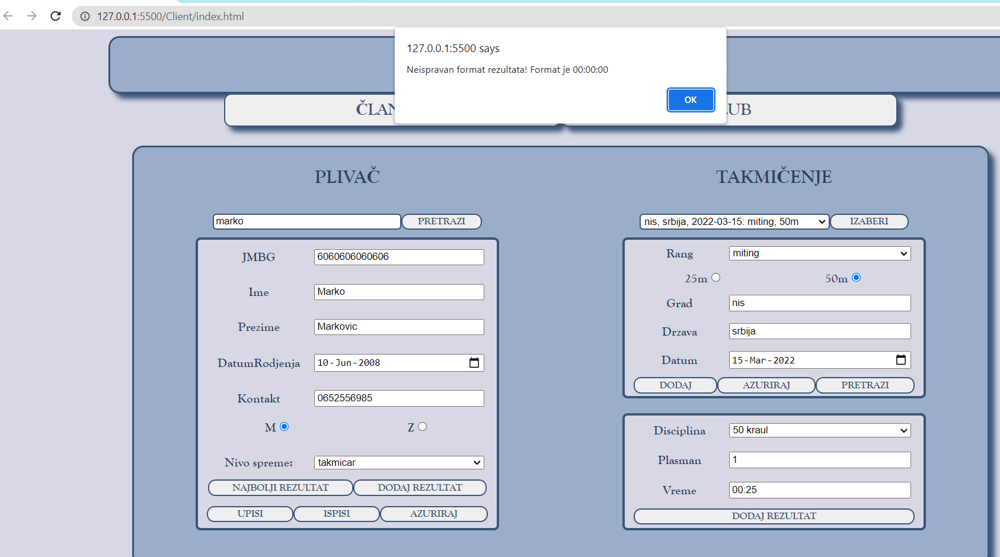 127.0.0.1:5500/Client/index.html
127.0.0.1:5500 says
Neispravan format rezultata! Format je 00:00:00
OK
PLIVAČ
marko
PRETRAZI
JMBG
6060606060606
Ime
Marko
Prezime
Markovic
DatumRodjenja
10-Jun-2008
Kontakt
0652556985
M
Z
Nivo spreme:
takmicar
NAJBOLJI REZULTAT
DODAJ REZULTAT
UPISI
ISPISI
AZURIRAJ
TAKMIČENJE
nis, srbija, 2022-03-15: miting, 50m
IZABERI
Rang
miting
25m
50m
Grad
nis
Drzava
srbija
Datum
15-Mar-2022
DODAJ
AZURIRAJ
PRETRAZI
Disciplina
50 kraul
Plasman
1
Vreme
00:25
DODAJ REZULTAT